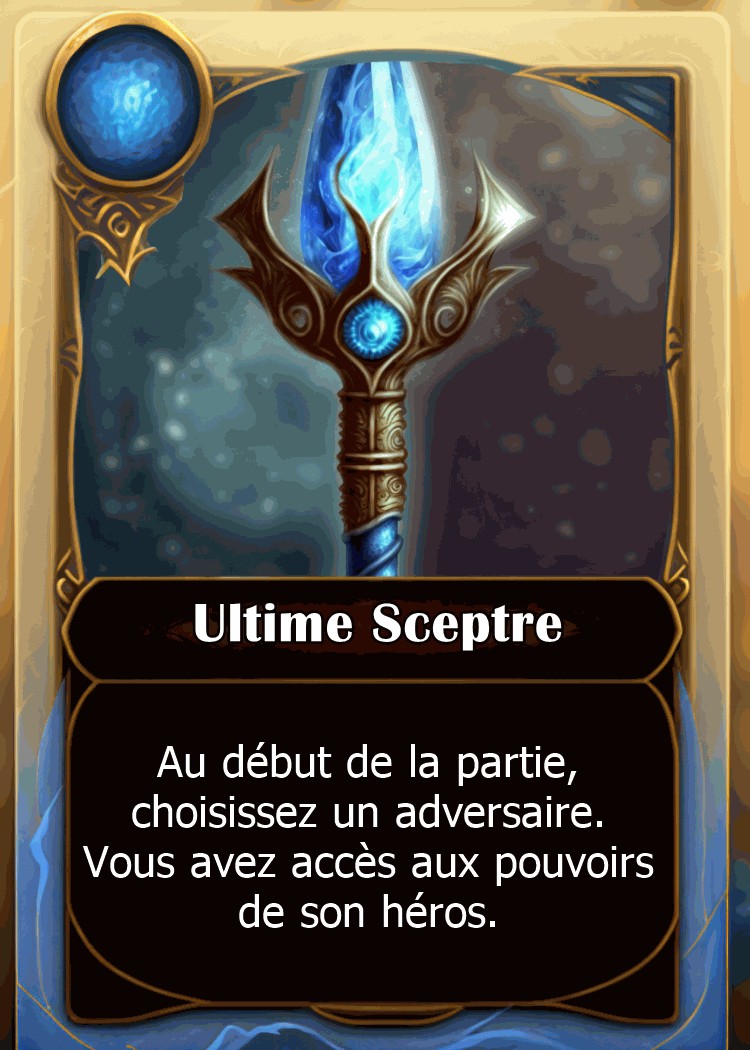 Ultime Sceptre
Au début de la partie,
choisissez un adversaire.
Vous avez accès aux pouvoirs
de son héros.